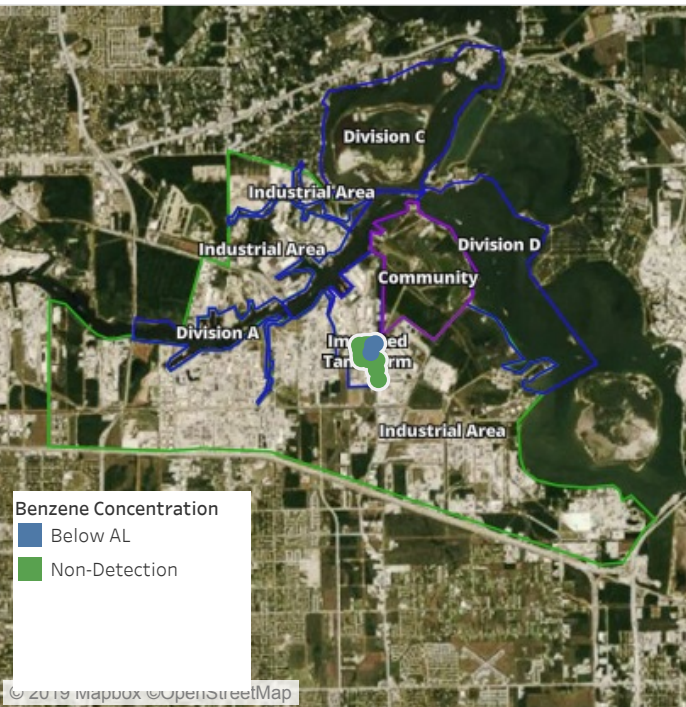 Division C
Industrial Area
Division D
Industrial Area
Community
Division A
Industrial Area
Benzene Concentration
Below AL
Non-Detection
© 2019 Mapbox ©OpenStreetMap